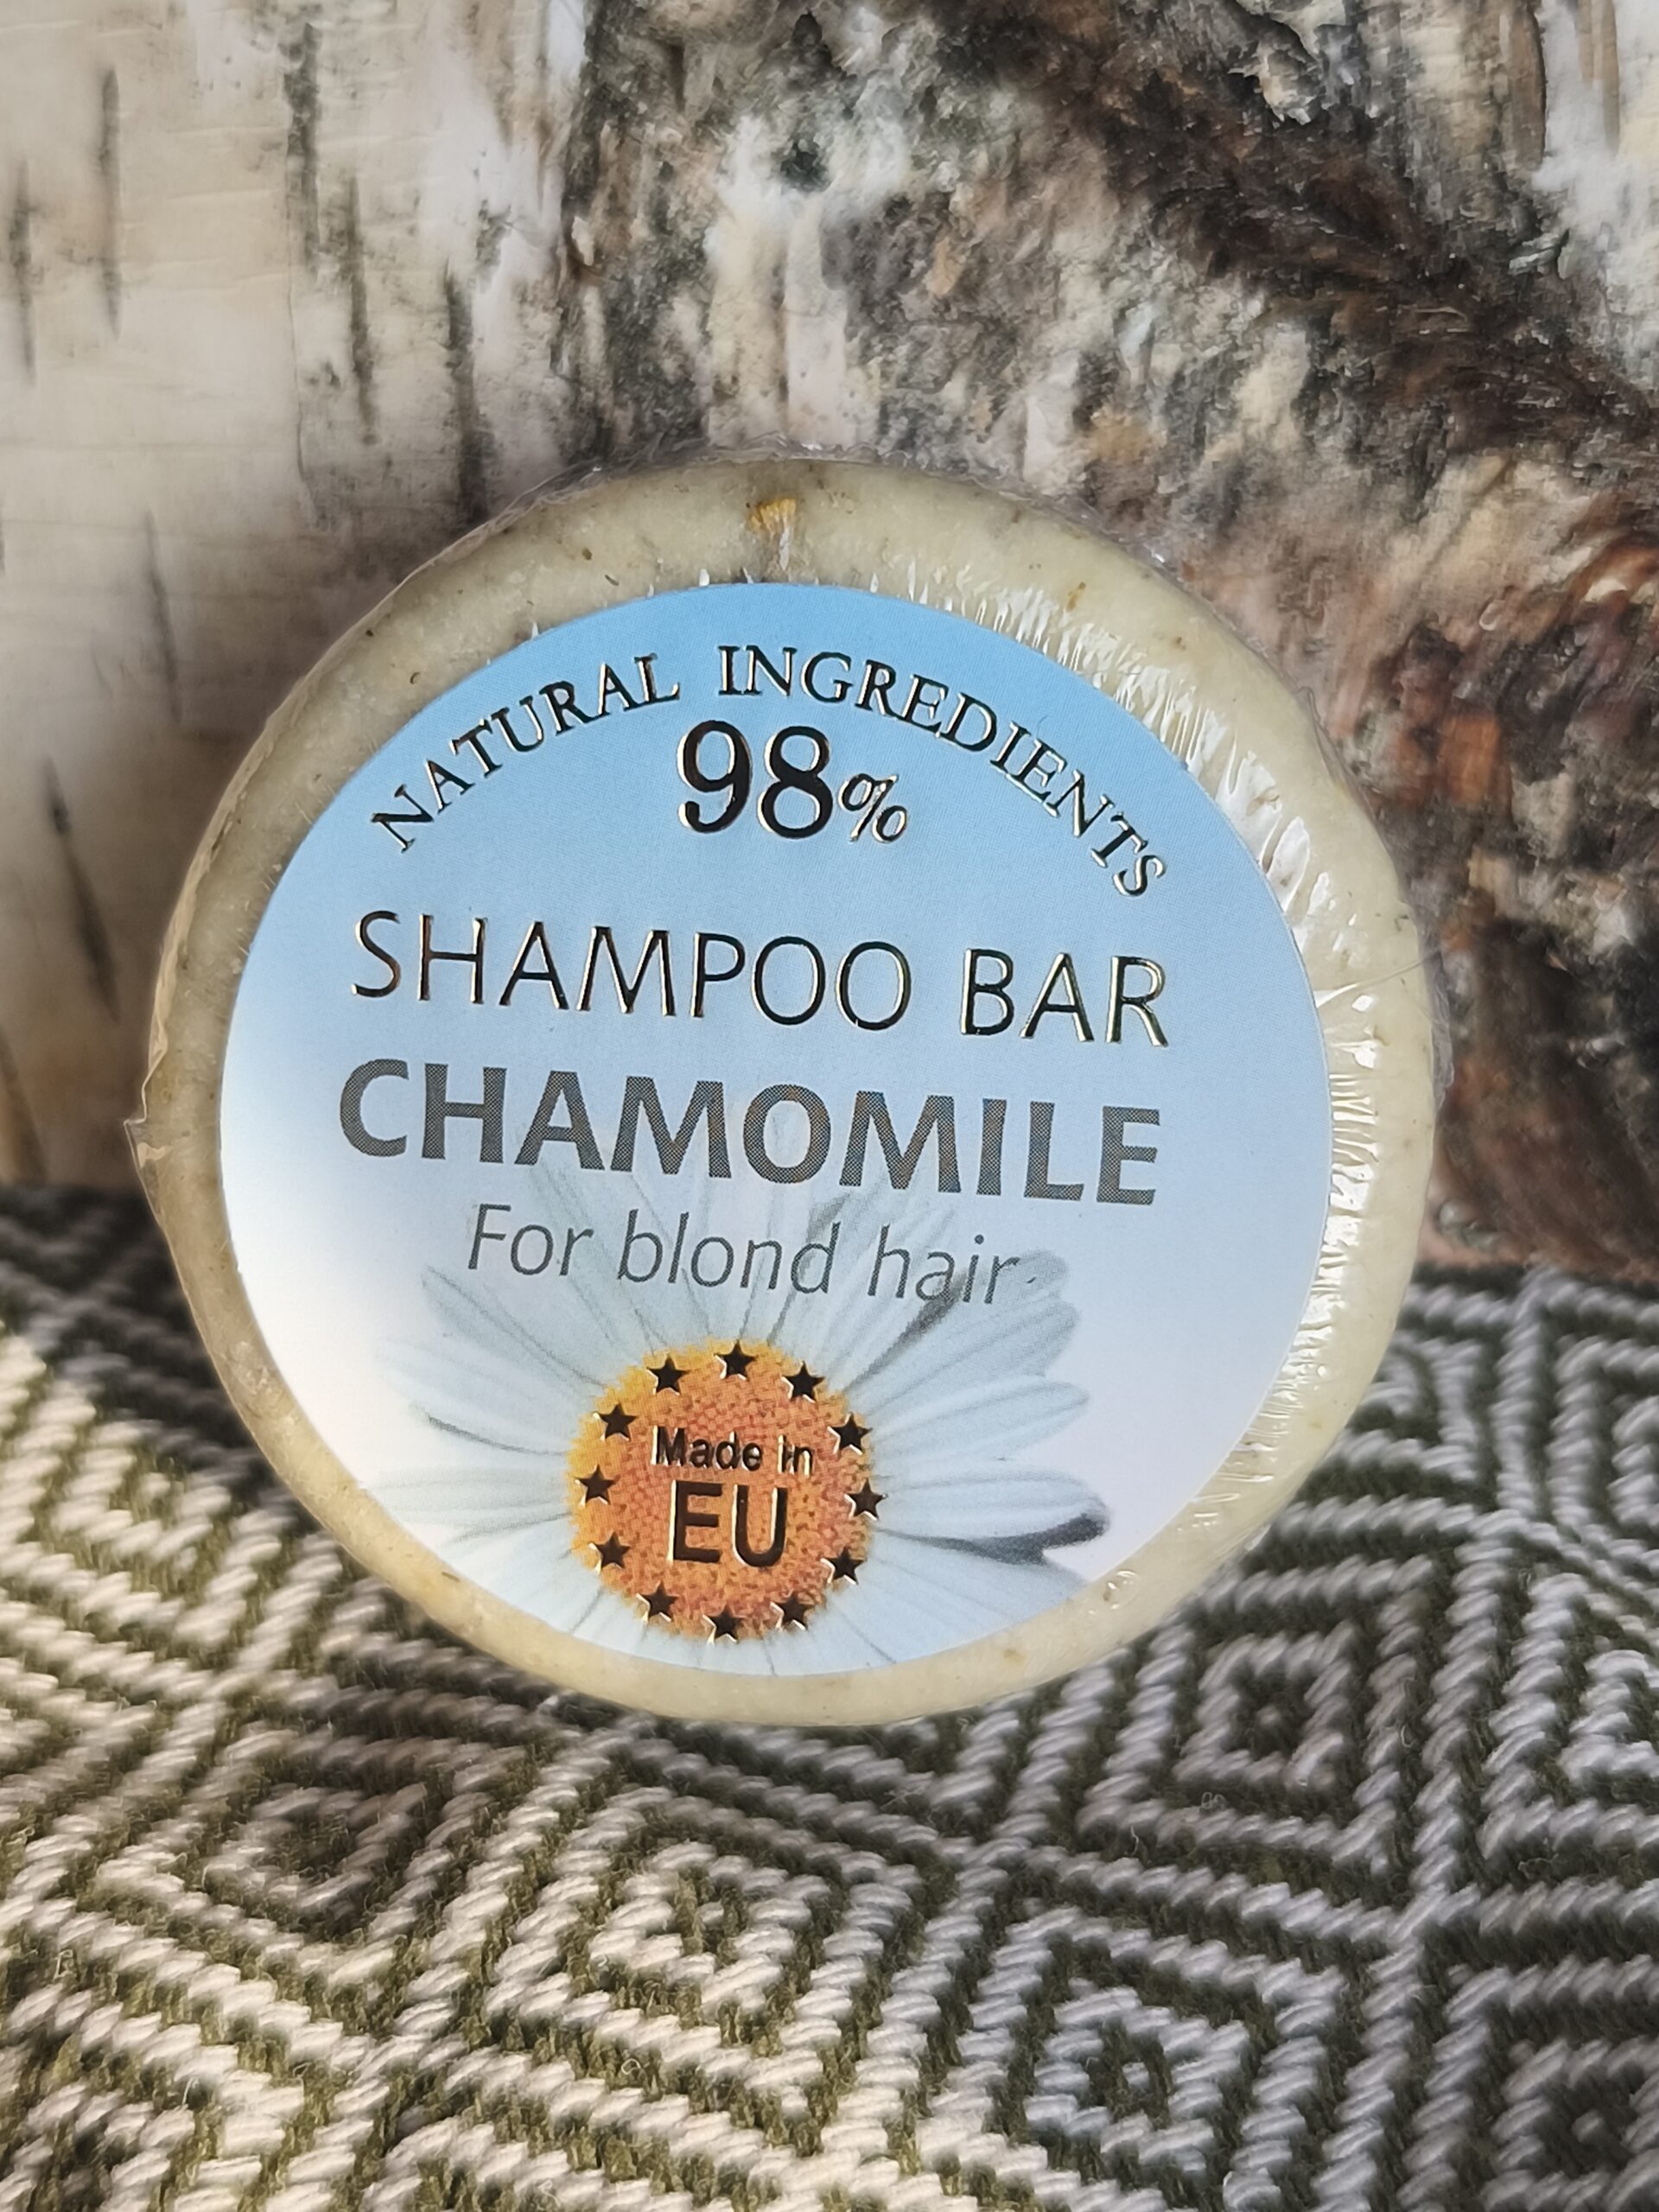 NATURAL INGREDIENTS
98%
SHAMPOO BAR
CHAMOMILE
For blond hair
Made in
EU